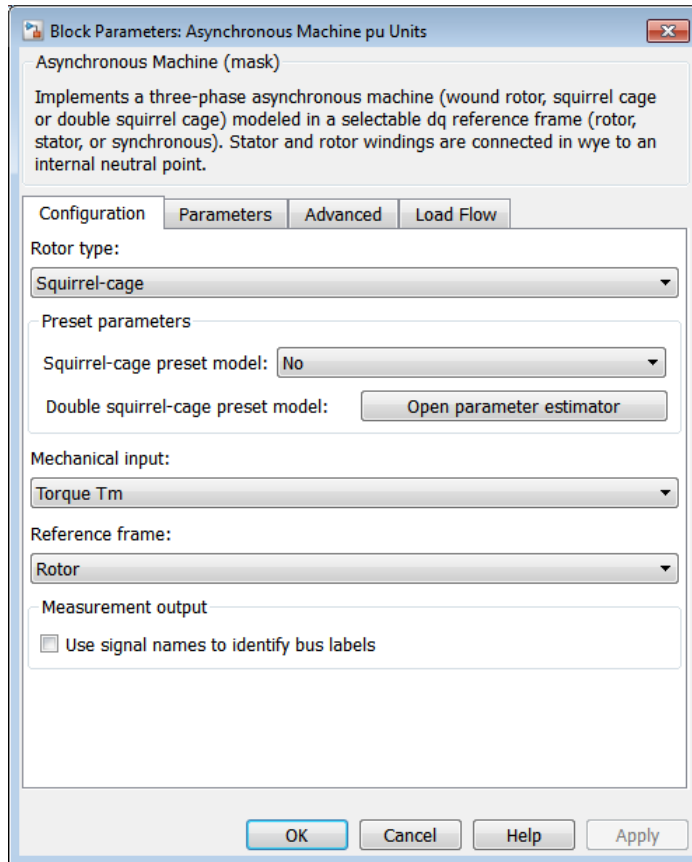 Block Parameters: Asynchronous Machine pu Units
Asynchronous Machine (mask)
Implements a three-phase asynchronous machine (wound rotor, squirrel cage
or double squirrel cage) modeled in a selectable dq reference frame (rotor,
stator, or synchronous). Stator and rotor windings are connected in wye to an
internal neutral point.
Configuration Parameters Advanced Load Flow
Rotor type:
Squirrel-cage
Preset parameters
Squirrel-cage preset model: No
Double squirrel-cage preset model: Open parameter estimator
Mechanical input:
Torque Tm
Reference frame:
Rotor
Measurement output
Use signal names to identify bus labels
OK Cancel Help Apply